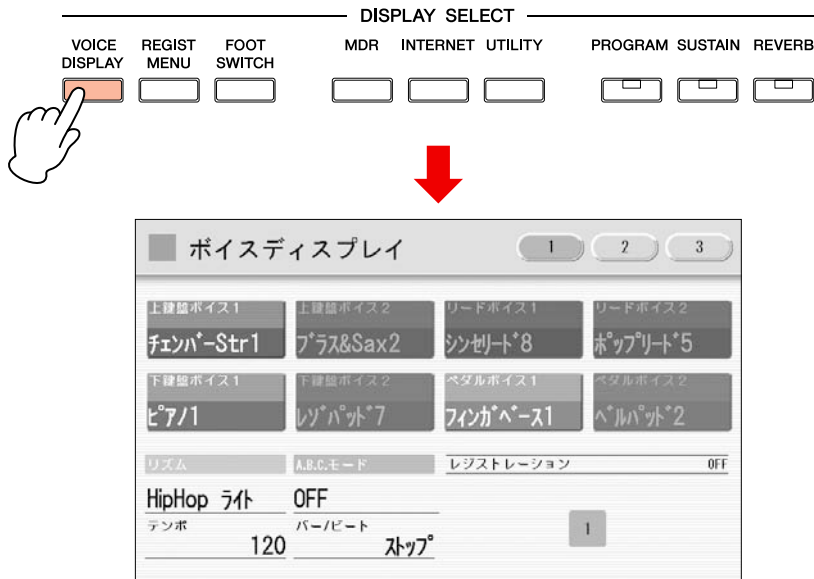 DISPLAY SELECT
VOICE DISPLAY
REGIST MENU
FOOT SWITCH
MDR
INTERNET
UTILITY
PROGRAM
SUSTAIN
REVERB
ボイスディスプレイ
1
2
3
上鍵盤ボイス1
チェンバーStr1
上鍵盤ボイス2
ブラス&Sax2
リードボイス1
シンセリード8
リードボイス2
ポップリード5
下鍵盤ボイス1
ピアノ1
下鍵盤ボイス2
レゾパッド7
ペダルボイス1
フィンガベース1
ペダルボイス2
ベルパッド2
リズム
HipHop ライト
A.B.C.モード
OFF
レジストレーション OFF
テンポ
120
バー/ビート
ストップ
1